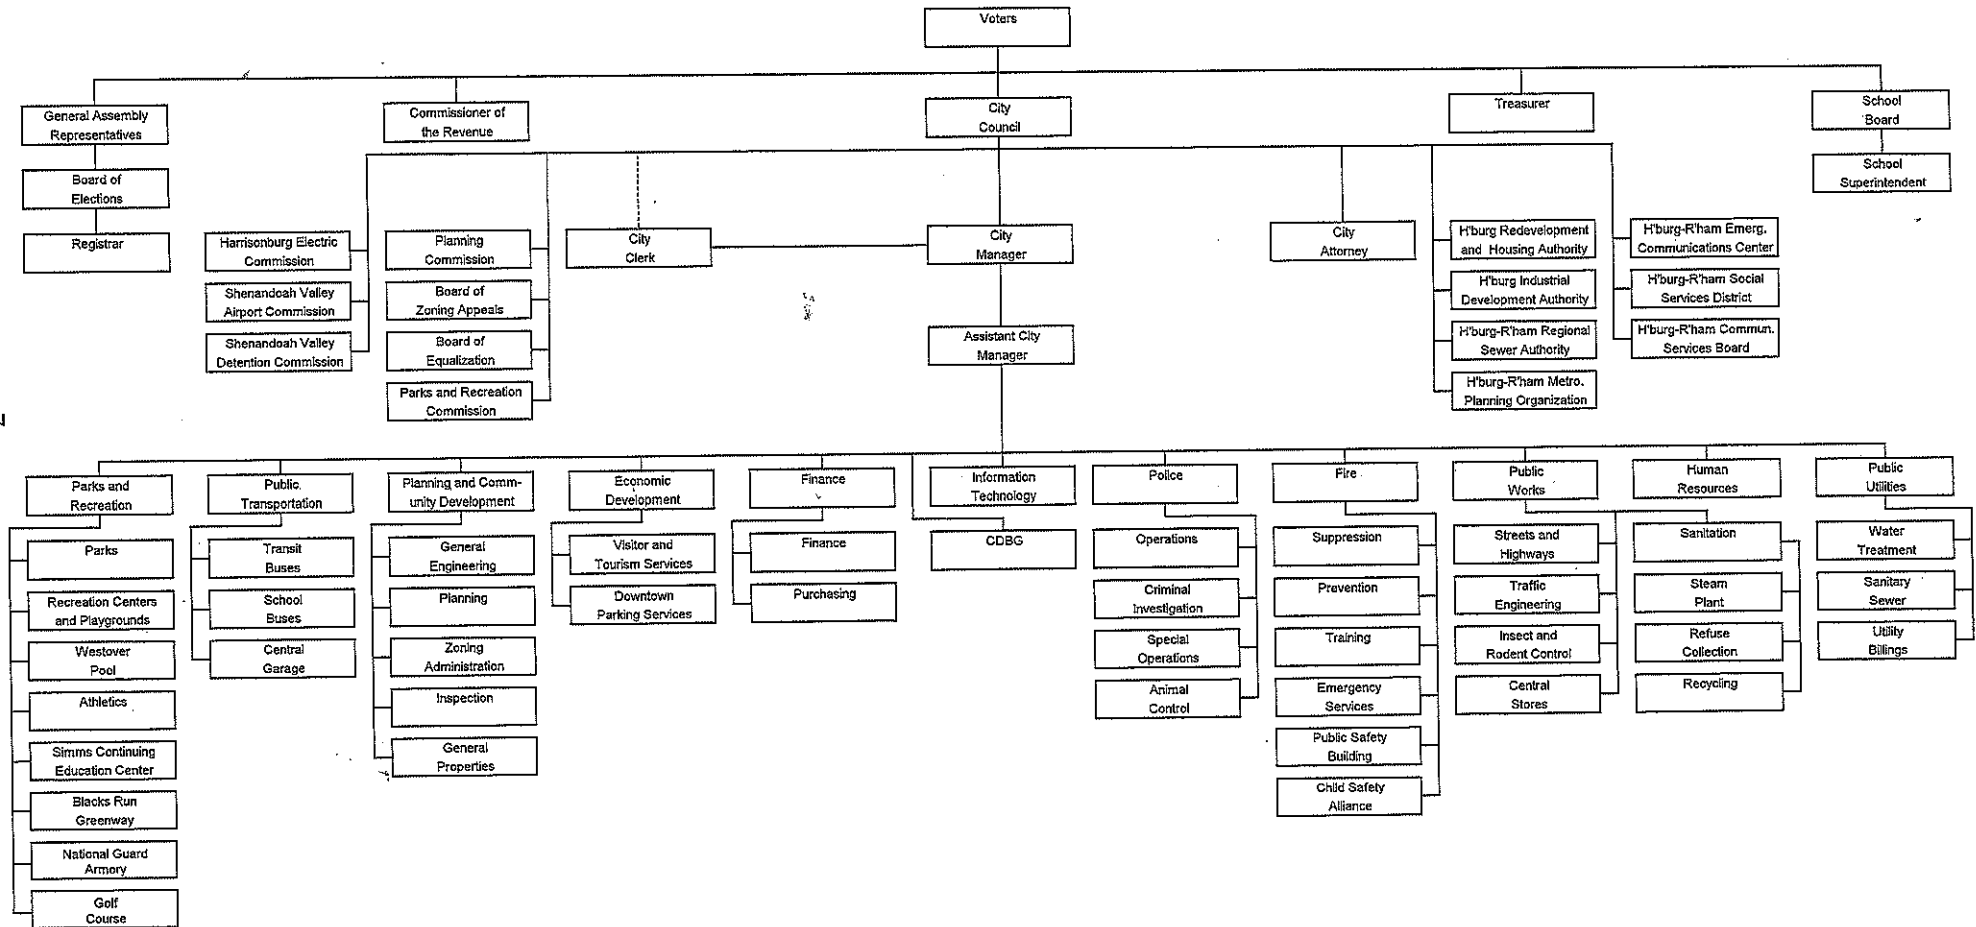 Voters
General Assembly
Representatives
Commissioner of
the Revenue
City
Council
Treasurer
School
Board
Board of
Elections
School
Superintendent
Registrar
Harrisonburg Electric
Commission
Shenandoah Valley
Airport Commission
Shenandoah Valley
Detention Commission
Planning
Commission
Board of
Zoning Appeals
Board of
Equalization
Parks and Recreation
Commission
City
Clerk
City
Manager
Assistant City
Manager
City
Attorney
H'burg Redevelopment
and Housing Authority
H'burg Industrial
Development Authority
H'burg-R'ham Regional
Sewer Authority
H'burg-R'ham Metro.
Planning Organization
H'burg-R'ham Emerg.
Communications Center
H'burg-R'ham Social
Services District
H'burg-R'ham Commun.
Services Board
Parks and
Recreation
Parks
Recreation Centers
and Playgrounds
Westover
Pool
Athletics
Simms Continuing
Education Center
Blacks Run
Greenway
National Guard
Armory
Golf
Course
Public
Transportation
Transit
Buses
School
Buses
Central
Garage
Planning and Comm-
unity Development
General
Engineering
Planning
Zoning
Administration
Inspection
General
Properties
Economic
Development
Visitor and
Tourism Services
Downtown
Parking Services
Finance
Finance
Purchasing
Information
Technology
CDBG
Police
Operations
Criminal
Investigation
Special
Operations
Animal
Control
Fire
Suppression
Prevention
Training
Emergency
Services
Public Safety
Building
Child Safety
Alliance
Public
Works
Streets and
Highways
Traffic
Engineering
Insect and
Rodent Control
Central
Stores
Sanitation
Steam
Plant
Refuse
Collection
Recycling
Human
Resources
Public
Utilities
Water
Treatment
Sanitary
Sewer
Utility
Billings